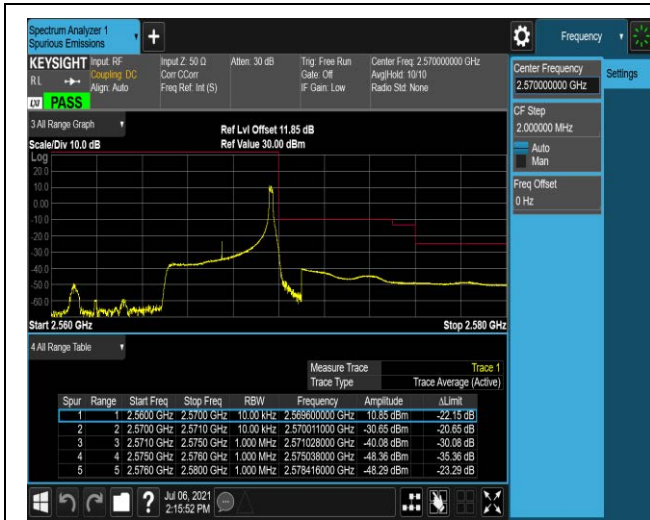 Spectrum Analyzer 1
Spurious Emissions
+
Frequency
KEYSIGHT Input: RF Input Z: 50 Ω Atten: 30 dB Trig: Free Run Center Freq: 2.570000000 GHz
RL Coupling: DC Corr CCorr Gate: Off Avg|Hold: 10/10
Align: Auto Freq Ref: Int (S) IF Gain: Low Radio Std: None
LXI PASS
Center Frequency
2.570000000 GHz
Settings
CF Step
2.000000 MHz
Auto
Man
Freq Offset
0 Hz
3 All Range Graph
Ref Lvl Offset 11.85 dB
Scale/Div 10.0 dB Ref Value 30.00 dBm
Log
20.0
10.0
0.00
-10.0
-20.0
-30.0
-40.0
-50.0
-60.0
Start 2.560 GHz Stop 2.580 GHz
4 All Range Table
Measure Trace Trace 1
Trace Type Trace Average (Active)
Spur Range Start Freq Stop Freq RBW Frequency Amplitude ΔLimit
1 1 2.5600 GHz 2.5700 GHz 10.00 kHz 2.569600000 GHz 10.85 dBm -22.15 dB
2 2 2.5700 GHz 2.5710 GHz 10.00 kHz 2.570011000 GHz -30.65 dBm -20.65 dB
3 3 2.5710 GHz 2.5750 GHz 1.000 MHz 2.571028000 GHz -40.08 dBm -30.08 dB
4 4 2.5750 GHz 2.5760 GHz 1.000 MHz 2.575038000 GHz -48.36 dBm -35.36 dB
5 5 2.5760 GHz 2.5800 GHz 1.000 MHz 2.578416000 GHz -48.29 dBm -23.29 dB
? Jul 06, 2021
2:15:52 PM